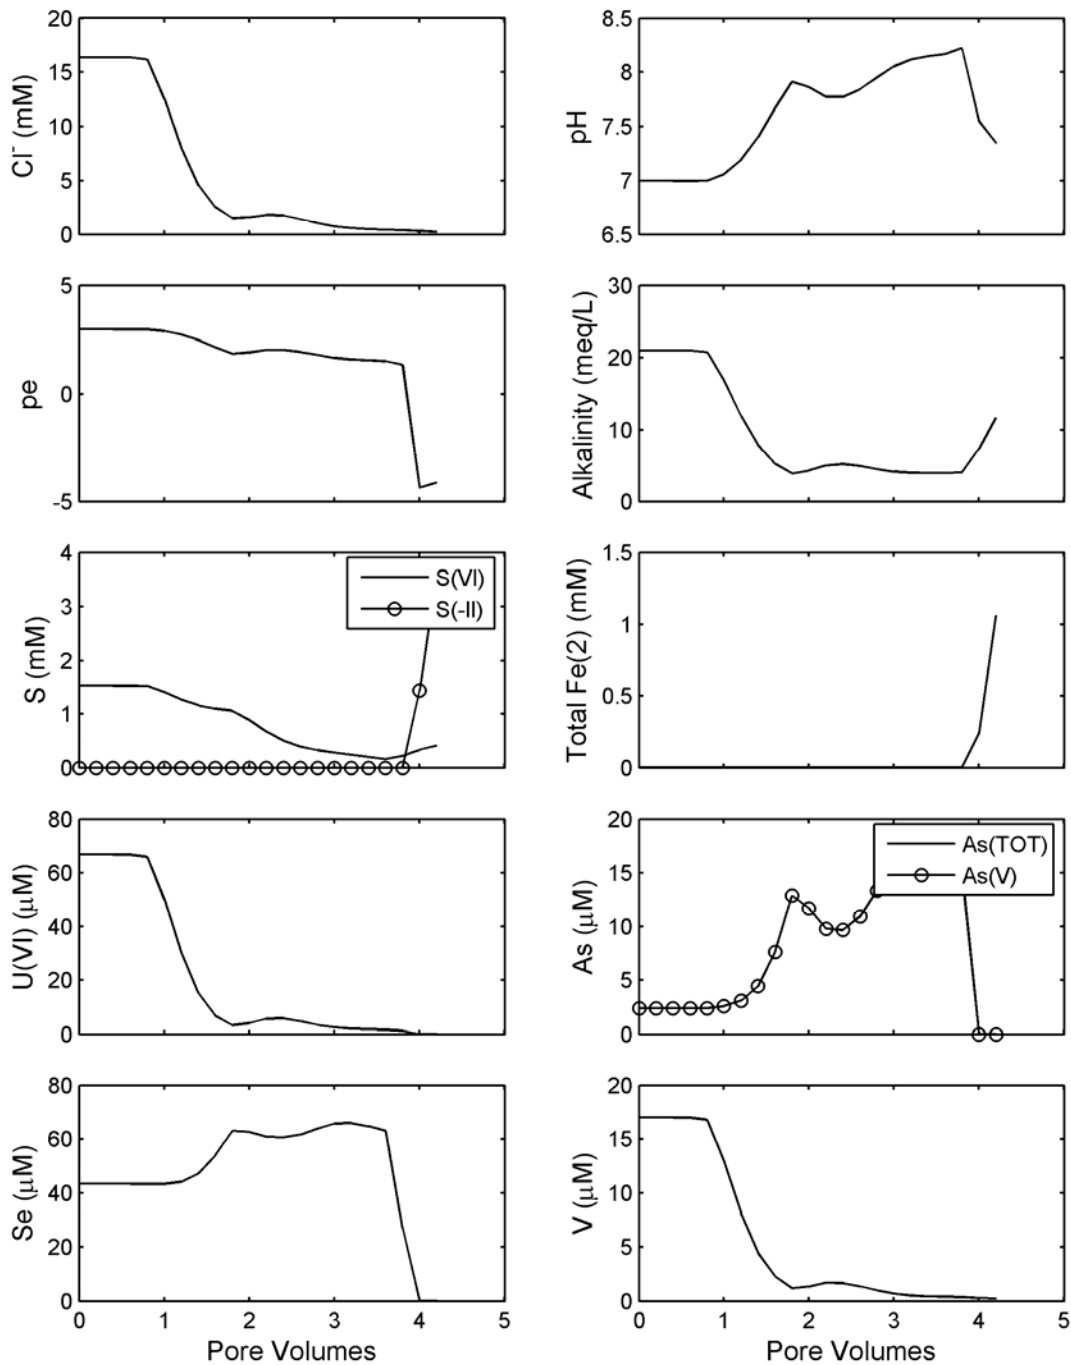 20
15
10
5
0
Cl⁻ (mM)
8.5
8
7.5
7
6.5
pH
5
0
-5
pe
30
20
10
0
Alkalinity (meq/L)
4
3
2
1
0
S (mM)
S(VI)
S(-II)
1.5
1
0.5
0
Total Fe(2) (mM)
80
60
40
20
0
U(VI) (μM)
20
15
10
5
0
As (μM)
As(TOT)
As(V)
80
60
40
20
0
Se (μM)
0 1 2 3 4 5
Pore Volumes
20
15
10
5
0
V (μM)
0 1 2 3 4 5
Pore Volumes